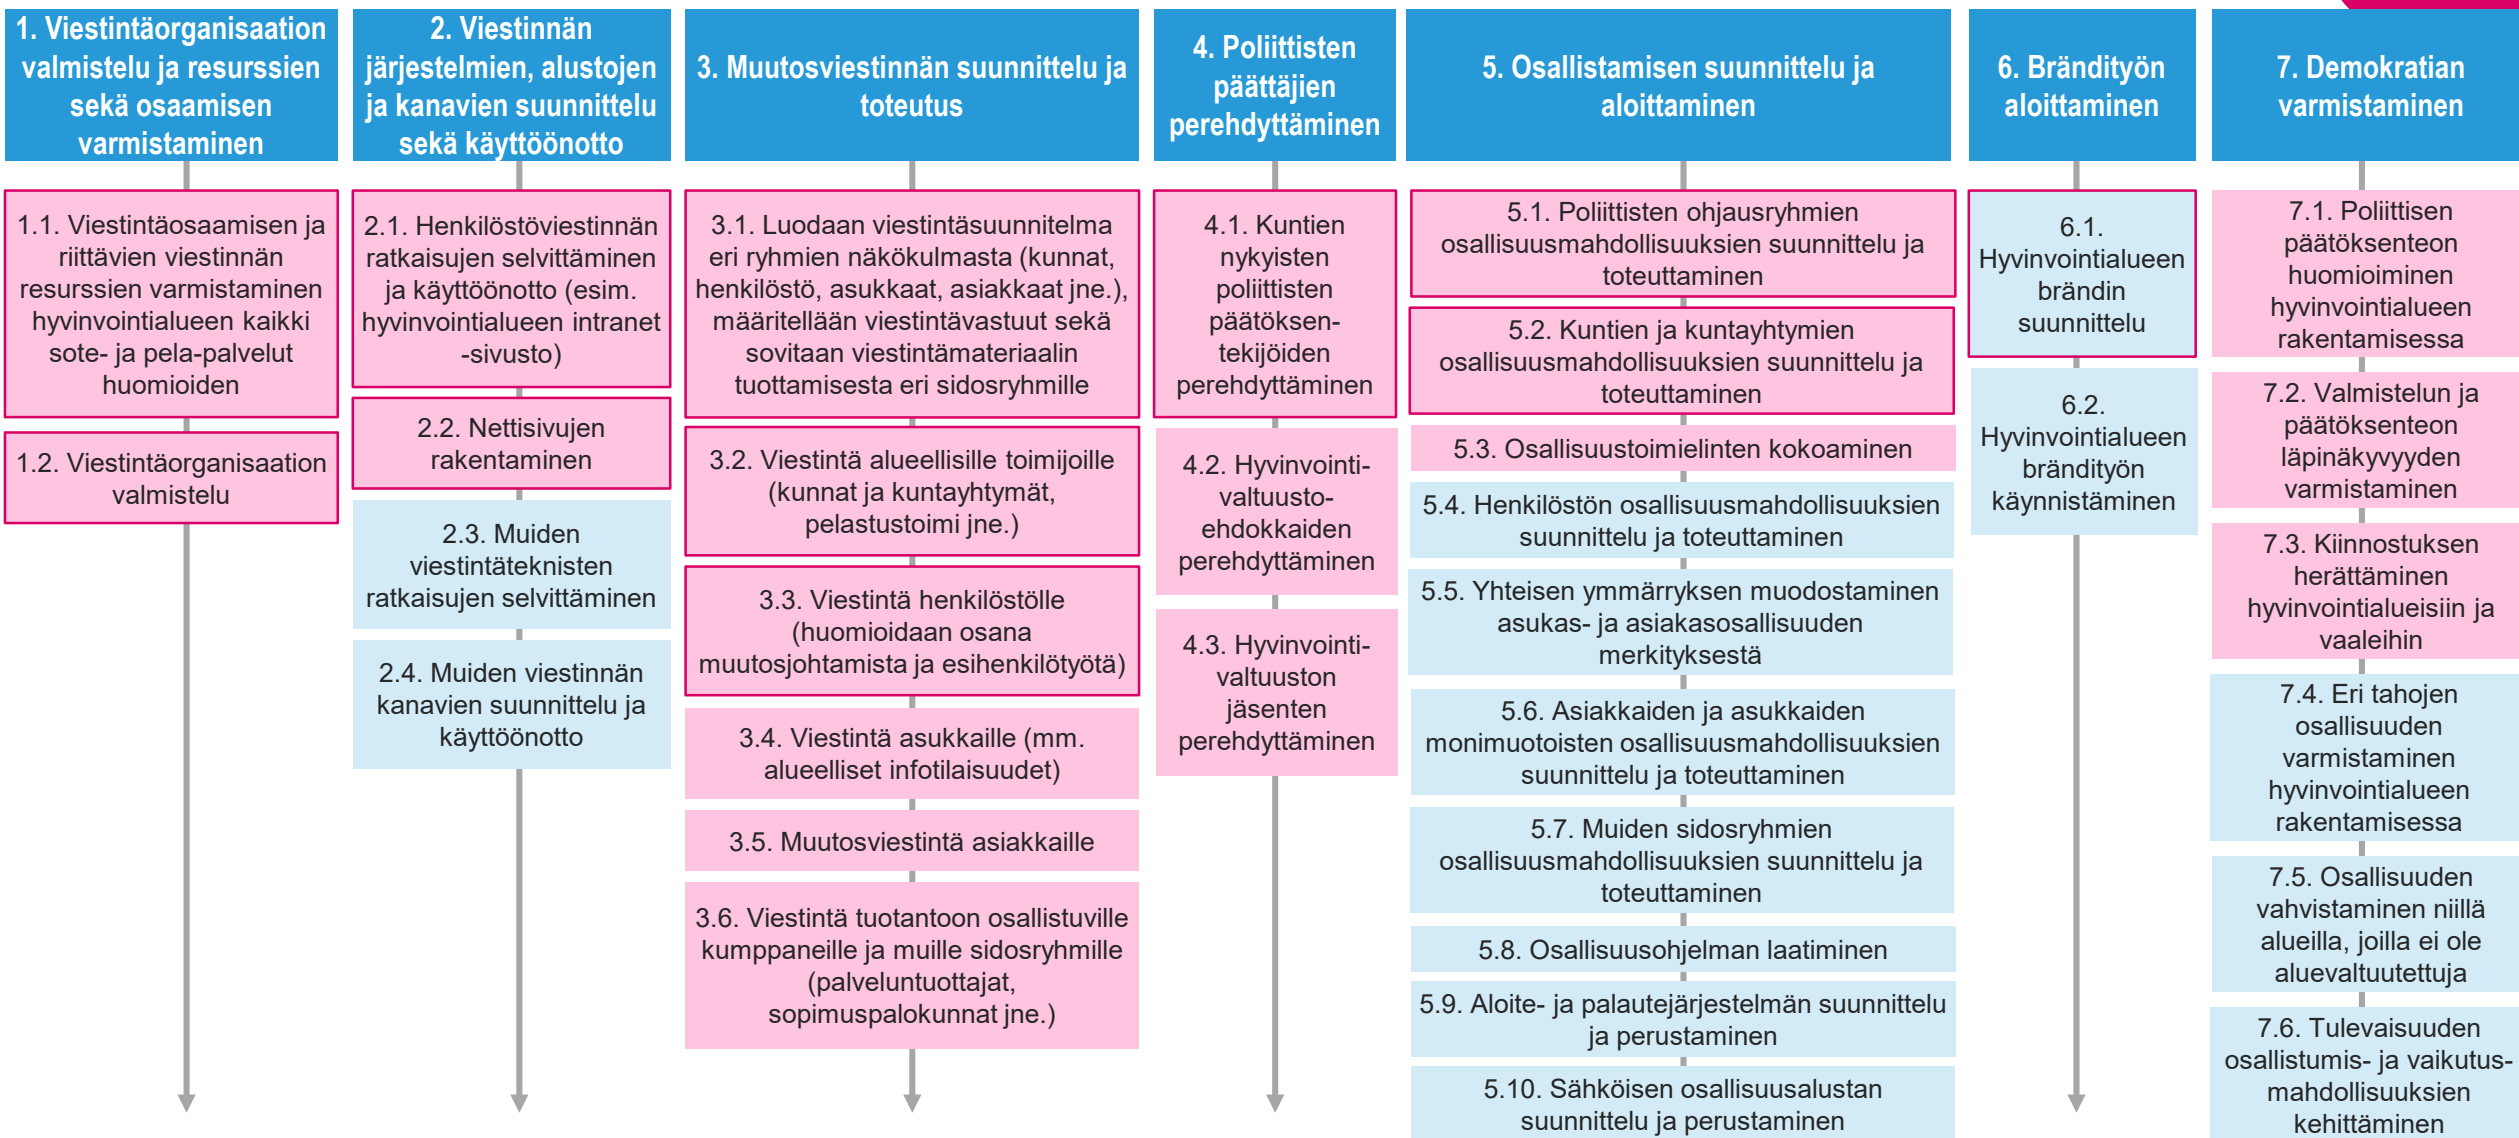 1. Viestintäorganisaation
valmistelu ja resurssien
sekä osaamisen
varmistaminen
1.1. Viestintäosaamisen ja
riittävien viestinnän
resurssien varmistaminen
hyvinvointialueen kaikki
sote- ja pela-palvelut
huomioiden
1.2. Viestintäorganisaation
valmistelu
2. Viestinnän
järjestelmien, alustojen
ja kanavien suunnittelu
sekä käyttöönotto
2.1. Henkilöstöviestinnän
ratkaisujen selvittäminen
ja käyttöönotto (esim.
hyvinvointialueen intranet
-sivusto)
2.2. Nettisivujen
rakentaminen
2.3. Muiden
viestintäteknisten
ratkaisujen selvittäminen
2.4. Muiden viestinnän
kanavien suunnittelu ja
käyttöönotto
3. Muutosviestinnän suunnittelu ja
toteutus
3.1. Luodaan viestintäsuunnitelma
eri ryhmien näkökulmasta (kunnat,
henkilöstö, asukkaat, asiakkaat jne.),
määritellään viestintävastuut sekä
sovitaan viestintämateriaalin
tuottamisesta eri sidosryhmille
3.2. Viestintä alueellisille toimijoille
(kunnat ja kuntayhtymät,
pelastustoimi jne.)
3.3. Viestintä henkilöstölle
(huomioidaan osana
muutosjohtamista ja esihenkilötyötä)
3.4. Viestintä asukkaille (mm.
alueelliset infotilaisuudet)
3.5. Muutosviestintä asiakkaille
3.6. Viestintä tuotantoon osallistuville
kumppaneille ja muille sidosryhmille
(palveluntuottajat,
sopimuspalokunnat jne.)
4. Poliittisten
päättäjien
perehdyttäminen
4.1. Kuntien
nykyisten
poliittisten
päätöksen-
tekijöiden
perehdyttäminen
4.2. Hyvinvointi-
valtuusto-
ehdokkaiden
perehdyttäminen
4.3. Hyvinvointi-
valtuuston
jäsenten
perehdyttäminen
5. Osallistamisen suunnittelu ja
aloittaminen
5.1. Poliittisten ohjausryhmien
osallisuusmahdollisuuksien suunnittelu ja
toteuttaminen
5.2. Kuntien ja kuntayhtymien
osallisuusmahdollisuuksien suunnittelu ja
toteuttaminen
5.3. Osallisuustoimielinten kokoaminen
5.4. Henkilöstön osallisuusmahdollisuuksien
suunnittelu ja toteuttaminen
5.5. Yhteisen ymmärryksen muodostaminen
asukas- ja asiakasosallisuuden
merkityksestä
5.6. Asiakkaiden ja asukkaiden
monimuotoisten osallisuusmahdollisuuksien
suunnittelu ja toteuttaminen
5.7. Muiden sidosryhmien
osallisuusmahdollisuuksien suunnittelu ja
toteuttaminen
5.8. Osallisuusohjelman laatiminen
5.9. Aloite- ja palautejärjestelmän suunnittelu
ja perustaminen
5.10. Sähköisen osallisuusalustan
suunnittelu ja perustaminen
6. Brändityön
aloittaminen
6.1.
Hyvinvointialueen
brändin
suunnittelu
6.2.
Hyvinvointialueen
brändityön
käynnistäminen
7. Demokratian
varmistaminen
7.1. Poliittisen
päätöksenteon
huomioiminen
hyvinvointialueen
rakentamisessa
7.2. Valmistelun ja
päätöksenteon
läpinäkyvyyden
varmistaminen
7.3. Kiinnostuksen
herättäminen
hyvinvointialueisiin ja
vaaleihin
7.4. Eri tahojen
osallisuuden
varmistaminen
hyvinvointialueen
rakentamisessa
7.5. Osallisuuden
vahvistaminen niillä
alueilla, joilla ei ole
aluevaltuutettuja
7.6. Tulevaisuuden
osallistumis- ja vaikutus-
mahdollisuuksien
kehittäminen